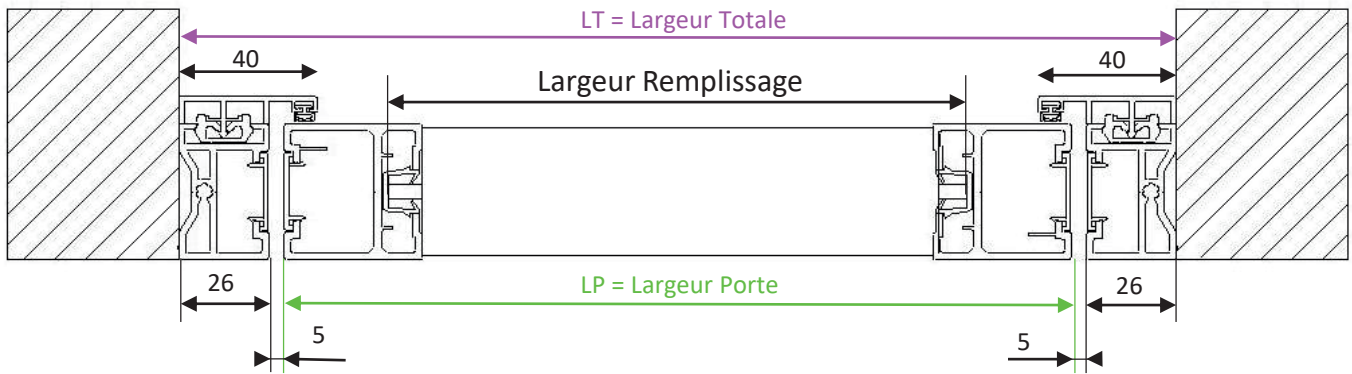 LT = Largeur Totale
40
40
Largeur Remplissage
26
LP = Largeur Porte
26
5
5